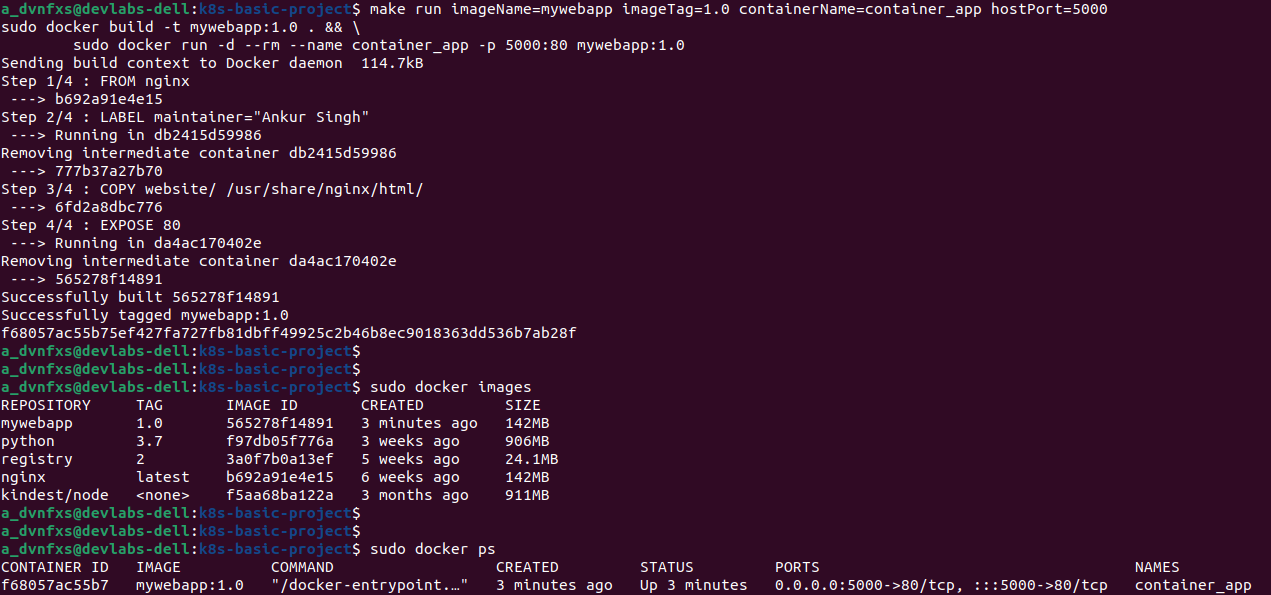 a_dvnfxs@devlabs-dell:k8s-basic-project$ make run imageName=mywebapp imageTag=1.0 containerName=container_app hostPort=5000
sudo docker build -t mywebapp:1.0 . && \
        sudo docker run -d --rm --name container_app -p 5000:80 mywebapp:1.0
Sending build context to Docker daemon  114.7kB
Step 1/4 : FROM nginx
 ---> b692a91e4e15
Step 2/4 : LABEL maintainer="Ankur Singh"
 ---> Running in db2415d59986
Removing intermediate container db2415d59986
 ---> 777b37a27b70
Step 3/4 : COPY website/ /usr/share/nginx/html/
 ---> 6fd2a8dbc776
Step 4/4 : EXPOSE 80
 ---> Running in da4ac170402e
Removing intermediate container da4ac170402e
 ---> 565278f14891
Successfully built 565278f14891
Successfully tagged mywebapp:1.0
f68057ac55b75ef427fa727fb81dbff49925c2b46b8ec9018363dd536b7ab28f
a_dvnfxs@devlabs-dell:k8s-basic-project$
a_dvnfxs@devlabs-dell:k8s-basic-project$
a_dvnfxs@devlabs-dell:k8s-basic-project$ sudo docker images
REPOSITORY     TAG       IMAGE ID       CREATED         SIZE
mywebapp       1.0       565278f14891   3 minutes ago   142MB
python         3.7       f97db05f776a   3 weeks ago     906MB
registry       2         3a0f7b0a13ef   5 weeks ago     24.1MB
nginx          latest    b692a91e4e15   6 weeks ago     142MB
kindest/node   <none>    f5aa68ba122a   3 months ago    911MB
a_dvnfxs@devlabs-dell:k8s-basic-project$
a_dvnfxs@devlabs-dell:k8s-basic-project$
a_dvnfxs@devlabs-dell:k8s-basic-project$ sudo docker ps
CONTAINER ID   IMAGE          COMMAND                  CREATED         STATUS         PORTS                                   NAMES
f68057ac55b7   mywebapp:1.0   "/docker-entrypoint.…"   3 minutes ago   Up 3 minutes   0.0.0.0:5000->80/tcp, :::5000->80/tcp   container_app